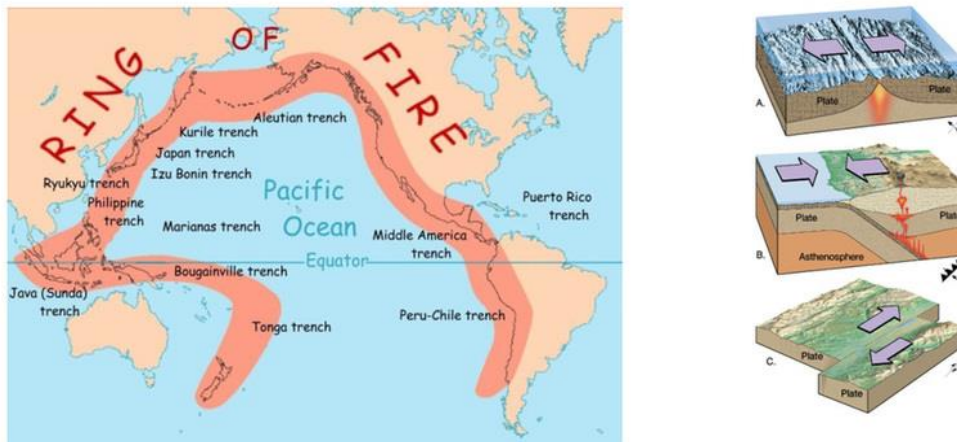 RING OF FIRE
Aleutian trench
Kurile trench
Japan trench
Izu Bonin trench
Ryukyu trench
Philippine
trench
Marianas trench
Pacific
Ocean
Puerto Rico
trench
Middle America
trench
Equator
Bougainville trench
Java (Sunda)
trench
Tonga trench
Peru-Chile trench
A.
Plate
Plate
B.
Plate
Plate
Asthenosphere
C.
Plate
Plate